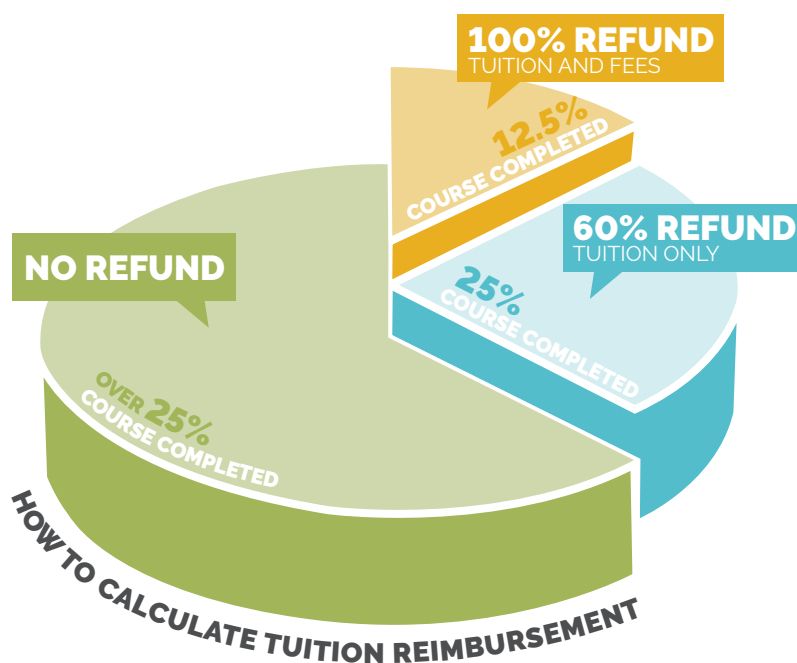 100% REFUND
TUITION AND FEES
12.5%
COURSE COMPLETED
60% REFUND
TUITION ONLY
25%
COURSE COMPLETED
NO REFUND
OVER 25%
COURSE COMPLETED
HOW TO CALCULATE TUITION REIMBURSEMENT